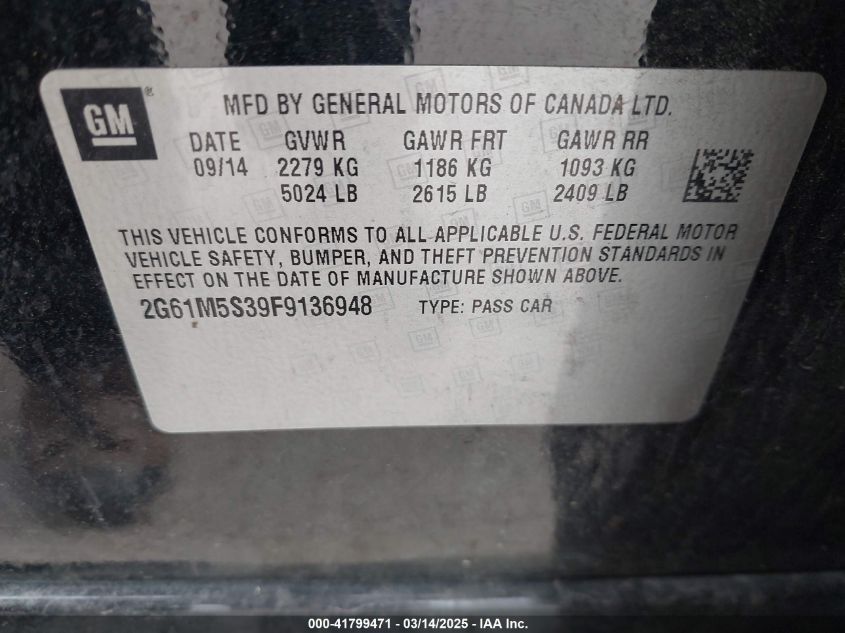 GM®
MFD BY GENERAL MOTORS OF CANADA LTD.
DATE GVWR GAWR FRT GAWR RR
09/14 2279 KG 1186 KG 1093 KG
5024 LB 2615 LB 2409 LB
THIS VEHICLE CONFORMS TO ALL APPLICABLE U.S. FEDERAL MOTOR
VEHICLE SAFETY, BUMPER, AND THEFT PREVENTION STANDARDS IN
EFFECT ON THE DATE OF MANUFACTURE SHOWN ABOVE.
2G61M5S39F9136948 TYPE: PASS CAR
000-41799471 - 03/14/2025 - IAA Inc.